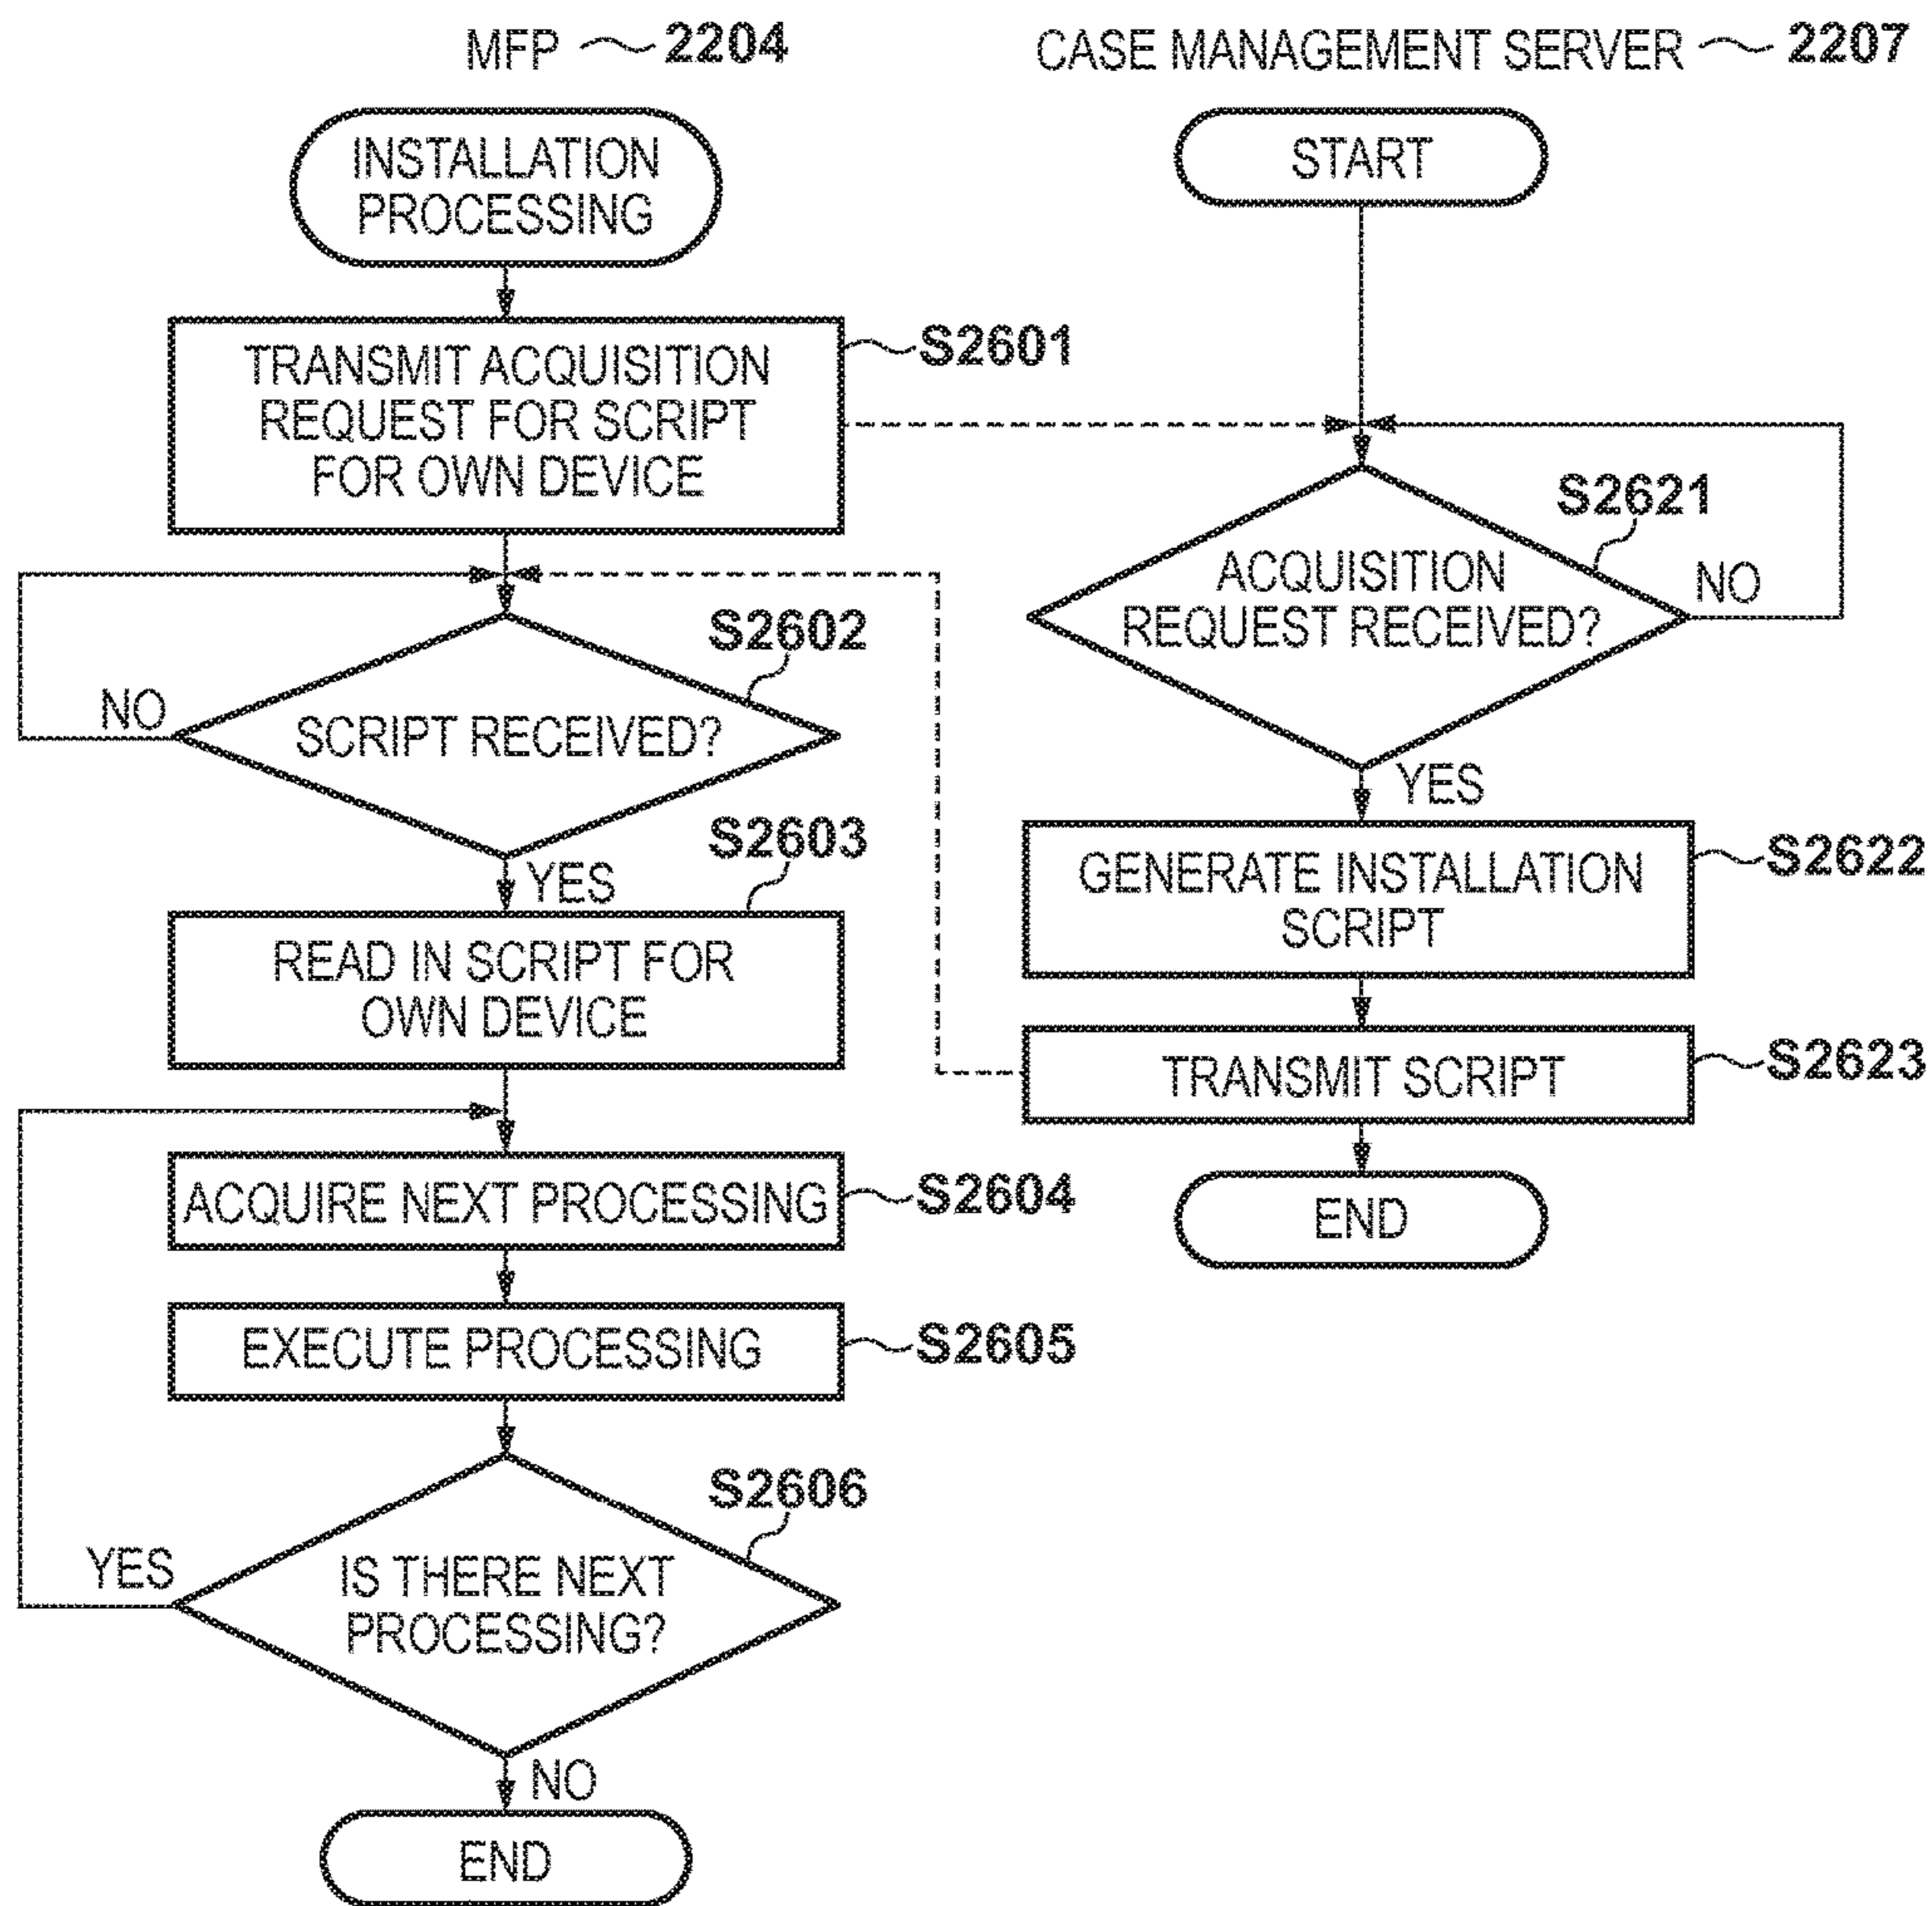 MFP 2204
INSTALLATION
PROCESSING
TRANSMIT ACQUISITION
REQUEST FOR SCRIPT
FOR OWN DEVICE
S2601
S2602
NO
SCRIPT RECEIVED?
YES
S2603
READ IN SCRIPT FOR
OWN DEVICE
ACQUIRE NEXT PROCESSING
S2604
EXECUTE PROCESSING
S2605
S2606
YES
IS THERE NEXT
PROCESSING?
NO
END
CASE MANAGEMENT SERVER 2207
START
S2621
ACQUISITION
REQUEST RECEIVED?
NO
YES
GENERATE INSTALLATION
SCRIPT
S2622
TRANSMIT SCRIPT
S2623
END